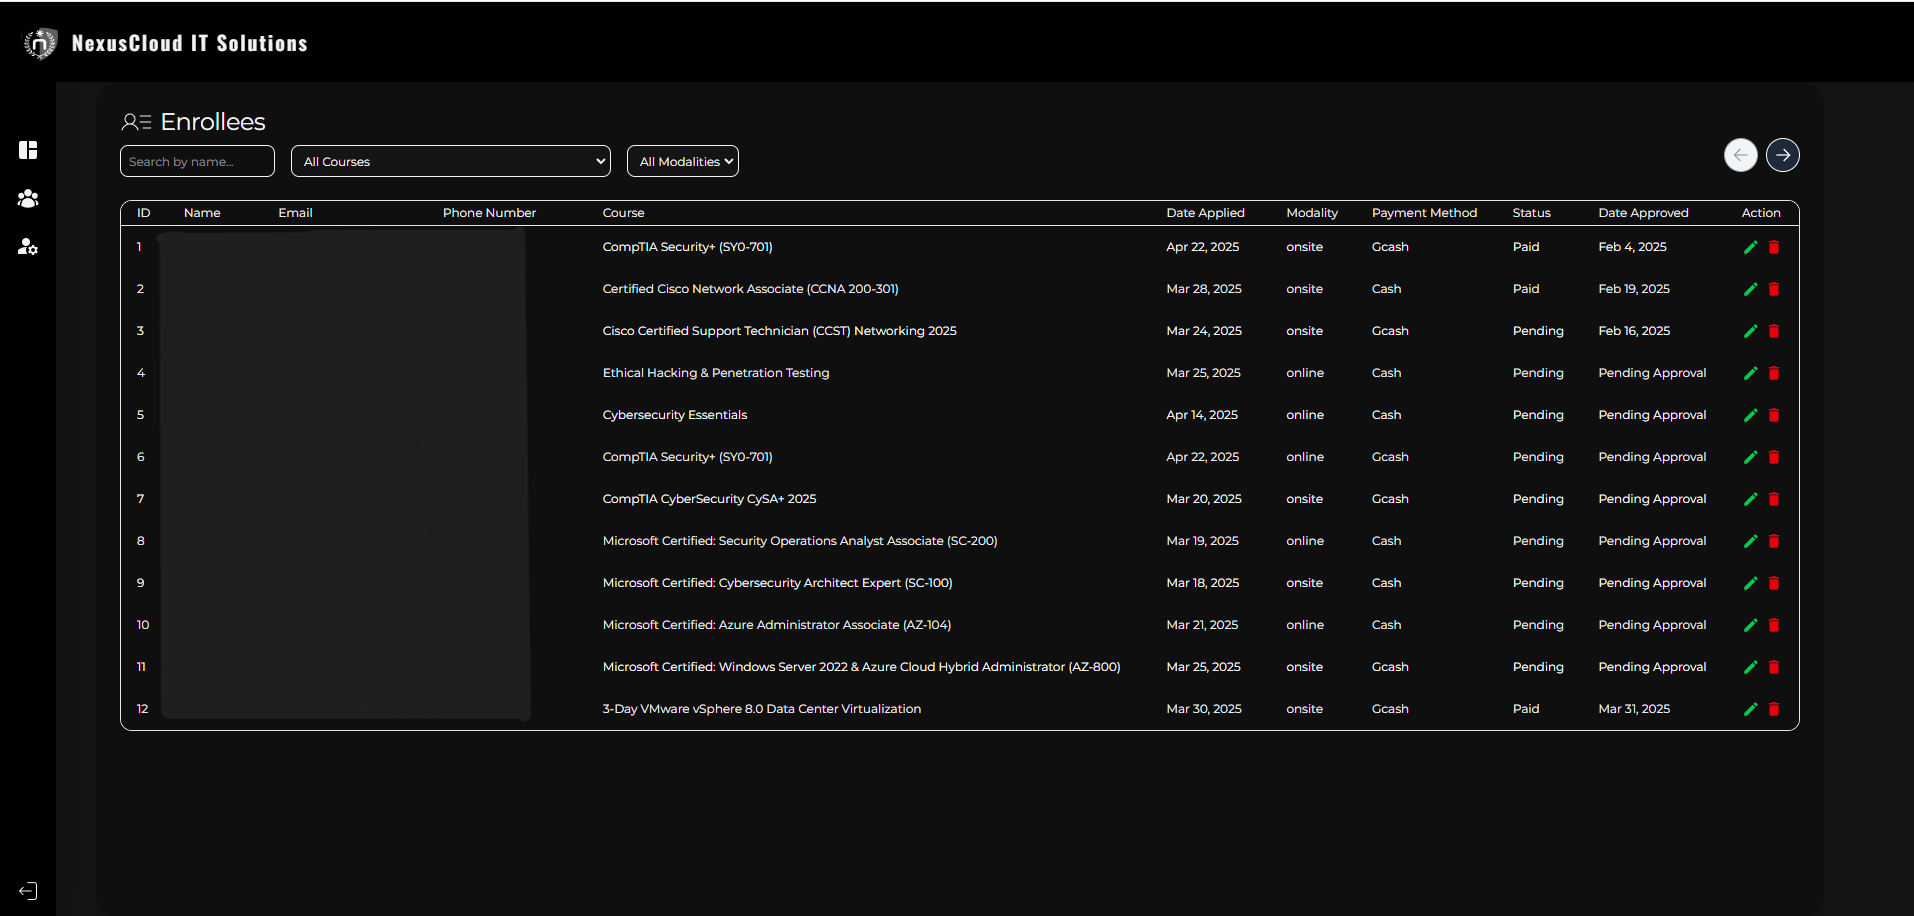 NexusCloud IT Solutions
Enrollees
Search by name...
All Courses
All Modalities
ID Name Email Phone Number Course Date Applied Modality Payment Method Status Date Approved Action
1 CompTIA Security+ (SY0-701) Apr 22, 2025 onsite Gcash Paid Feb 4, 2025
2 Certified Cisco Network Associate (CCNA 200-301) Mar 28, 2025 onsite Cash Paid Feb 19, 2025
3 Cisco Certified Support Technician (CCST) Networking 2025 Mar 24, 2025 onsite Gcash Pending Feb 16, 2025
4 Ethical Hacking & Penetration Testing Mar 25, 2025 online Cash Pending Pending Approval
5 Cybersecurity Essentials Apr 14, 2025 online Cash Pending Pending Approval
6 CompTIA Security+ (SY0-701) Apr 22, 2025 online Gcash Pending Pending Approval
7 CompTIA CyberSecurity CySA+ 2025 Mar 20, 2025 onsite Gcash Pending Pending Approval
8 Microsoft Certified: Security Operations Analyst Associate (SC-200) Mar 19, 2025 online Cash Pending Pending Approval
9 Microsoft Certified: Cybersecurity Architect Expert (SC-100) Mar 18, 2025 onsite Cash Pending Pending Approval
10 Microsoft Certified: Azure Administrator Associate (AZ-104) Mar 21, 2025 online Cash Pending Pending Approval
11 Microsoft Certified: Windows Server 2022 & Azure Cloud Hybrid Administrator (AZ-800) Mar 25, 2025 onsite Gcash Pending Pending Approval
12 3-Day VMware vSphere 8.0 Data Center Virtualization Mar 30, 2025 onsite Gcash Paid Mar 31, 2025